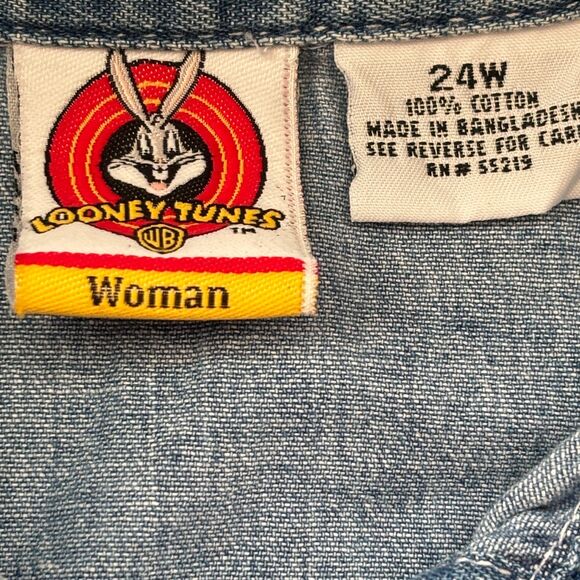 LOONEY TUNES
TM
WB
Woman
24W
100% COTTON
MADE IN BANGLADESH
SEE REVERSE FOR CARE
RN# 55219